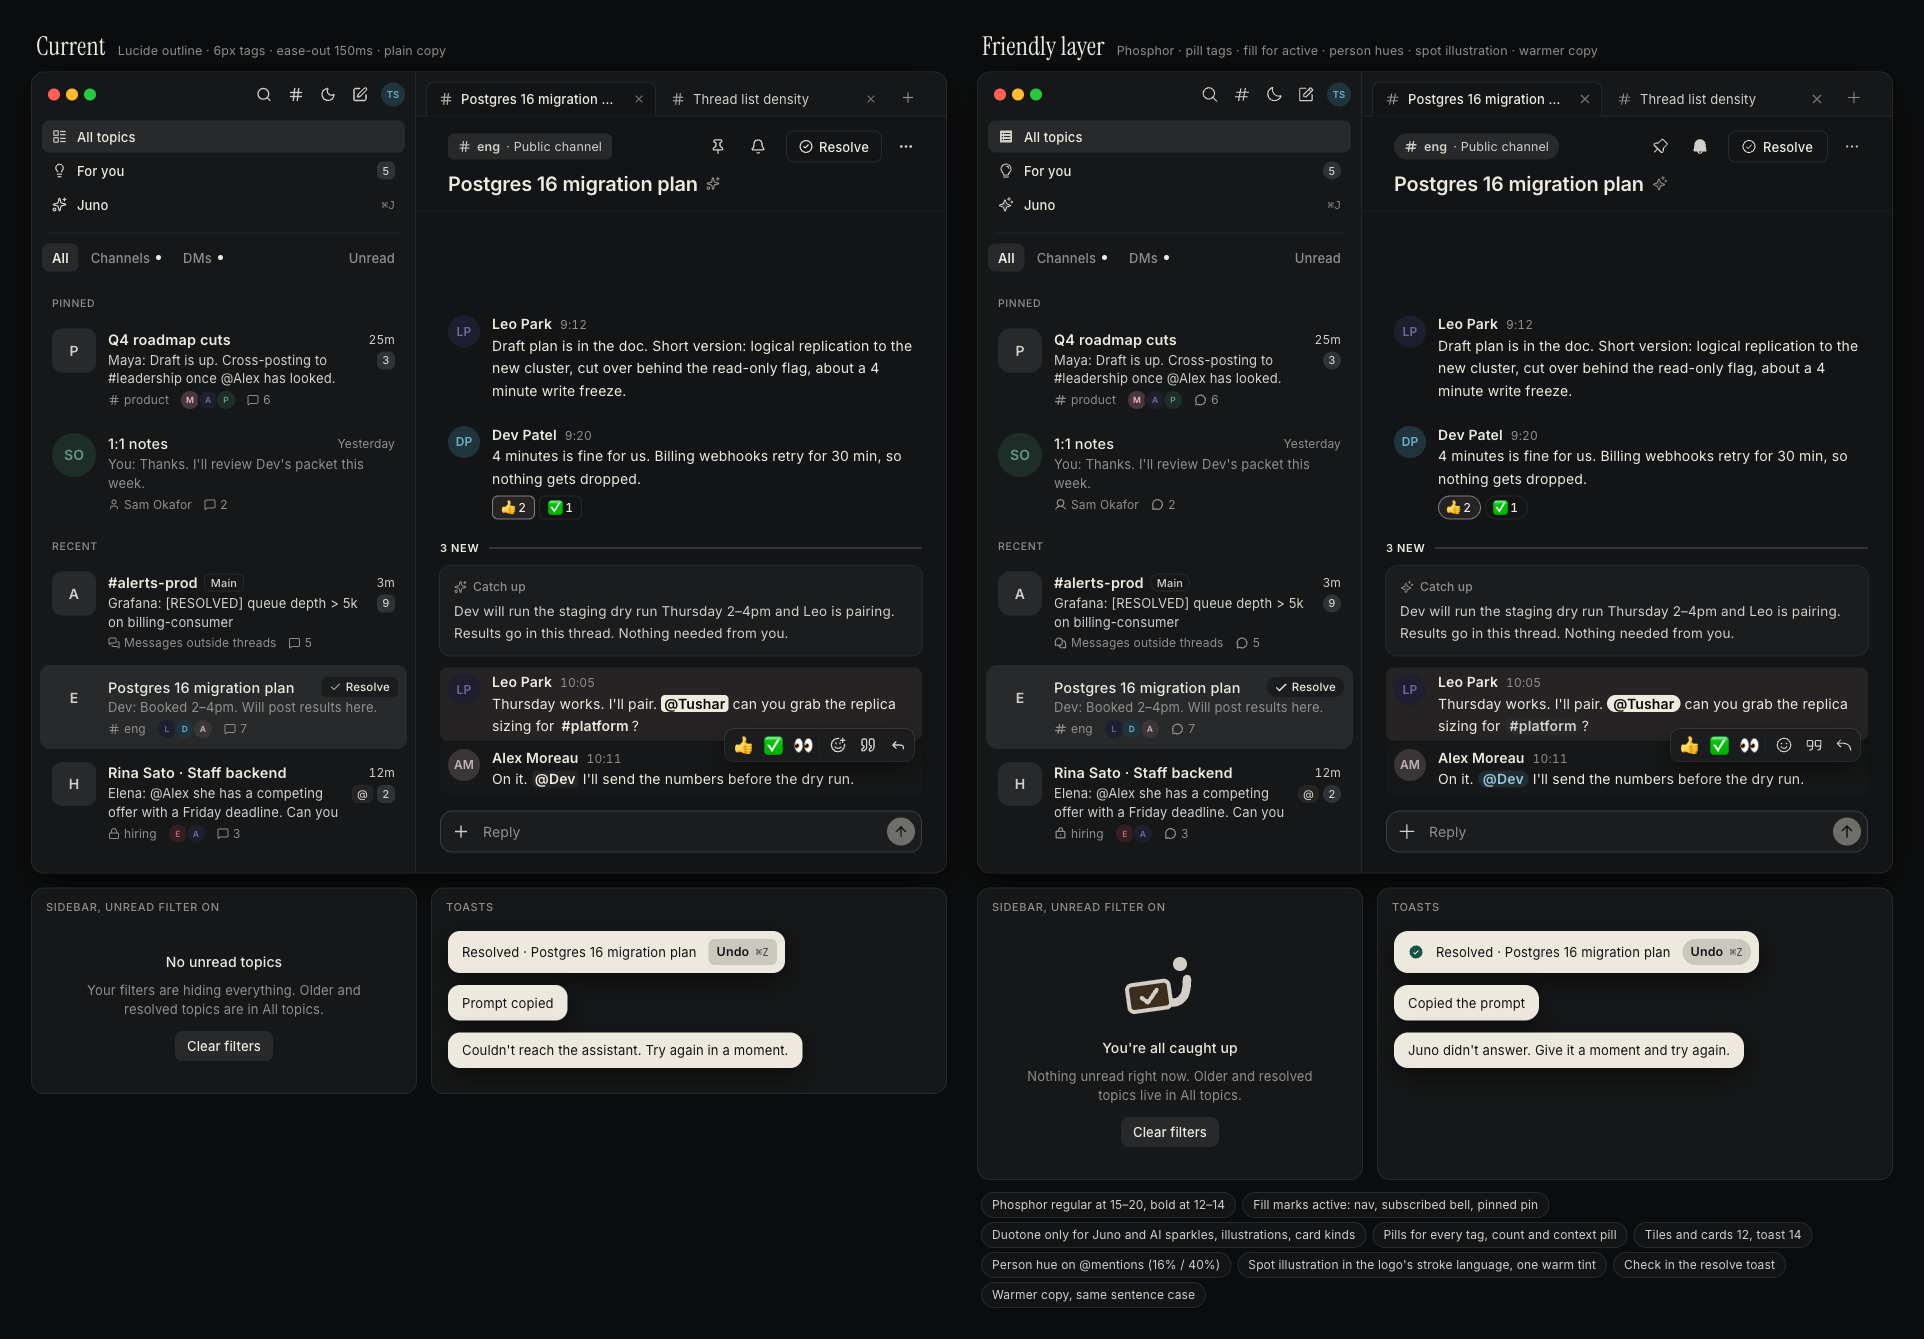 Current
Lucide outline · 6px tags · ease-out 150ms · plain copy
TS
All topics
For you
5
Juno
⌘J
All
Channels
DMs
Unread
PINNED
P
Q4 roadmap cuts
25m
Maya: Draft is up. Cross-posting to
3
#leadership once @Alex has looked.
# product
M
A
P
6
SO
1:1 notes
Yesterday
You: Thanks. I'll review Dev's packet this
week.
Sam Okafor
2
RECENT
A
#alerts-prod
Main
3m
Grafana: [RESOLVED] queue depth > 5k
9
on billing-consumer
Messages outside threads
5
E
Postgres 16 migration plan
Resolve
Dev: Booked 2–4pm. Will post results here.
# eng
L
D
A
7
H
Rina Sato · Staff backend
12m
Elena: @Alex she has a competing
@
2
offer with a Friday deadline. Can you
hiring
E
A
3
# Postgres 16 migration ...
# Thread list density
# eng · Public channel
Resolve
Postgres 16 migration plan
LP
Leo Park 9:12
Draft plan is in the doc. Short version: logical replication to the
new cluster, cut over behind the read-only flag, about a 4
minute write freeze.
DP
Dev Patel 9:20
4 minutes is fine for us. Billing webhooks retry for 30 min, so
nothing gets dropped.
👍 2
✅ 1
3 NEW
Catch up
Dev will run the staging dry run Thursday 2–4pm and Leo is pairing.
Results go in this thread. Nothing needed from you.
LP
Leo Park 10:05
Thursday works. I'll pair. @Tushar can you grab the replica
sizing for #platform ?
AM
Alex Moreau 10:11
On it. @Dev I'll send the numbers before the dry run.
Reply
SIDEBAR, UNREAD FILTER ON
No unread topics
Your filters are hiding everything. Older and
resolved topics are in All topics.
Clear filters
TOASTS
Resolved · Postgres 16 migration plan
Undo ⌘Z
Prompt copied
Couldn't reach the assistant. Try again in a moment.
Friendly layer
Phosphor · pill tags · fill for active · person hues · spot illustration · warmer copy
TS
All topics
For you
5
Juno
⌘J
All
Channels
DMs
Unread
PINNED
P
Q4 roadmap cuts
25m
Maya: Draft is up. Cross-posting to
3
#leadership once @Alex has looked.
# product
M
A
P
6
SO
1:1 notes
Yesterday
You: Thanks. I'll review Dev's packet this
week.
Sam Okafor
2
RECENT
A
#alerts-prod
Main
3m
Grafana: [RESOLVED] queue depth > 5k
9
on billing-consumer
Messages outside threads
5
E
Postgres 16 migration plan
Resolve
Dev: Booked 2–4pm. Will post results here.
# eng
L
D
A
7
H
Rina Sato · Staff backend
12m
Elena: @Alex she has a competing
@
2
offer with a Friday deadline. Can you
hiring
E
A
3
# Postgres 16 migration ...
# Thread list density
# eng · Public channel
Resolve
Postgres 16 migration plan
LP
Leo Park 9:12
Draft plan is in the doc. Short version: logical replication to the
new cluster, cut over behind the read-only flag, about a 4
minute write freeze.
DP
Dev Patel 9:20
4 minutes is fine for us. Billing webhooks retry for 30 min, so
nothing gets dropped.
👍 2
✅ 1
3 NEW
Catch up
Dev will run the staging dry run Thursday 2–4pm and Leo is pairing.
Results go in this thread. Nothing needed from you.
LP
Leo Park 10:05
Thursday works. I'll pair. @Tushar can you grab the replica
sizing for #platform ?
AM
Alex Moreau 10:11
On it. @Dev I'll send the numbers before the dry run.
Reply
SIDEBAR, UNREAD FILTER ON
You're all caught up
Nothing unread right now. Older and resolved
topics live in All topics.
Clear filters
TOASTS
Resolved · Postgres 16 migration plan
Undo ⌘Z
Copied the prompt
Juno didn't answer. Give it a moment and try again.
Phosphor regular at 15–20, bold at 12–14
Fill marks active: nav, subscribed bell, pinned pin
Duotone only for Juno and AI sparkles, illustrations, card kinds
Pills for every tag, count and context pill
Tiles and cards 12, toast 14
Person hue on @mentions (16% / 40%)
Spot illustration in the logo's stroke language, one warm tint
Check in the resolve toast
Warmer copy, same sentence case